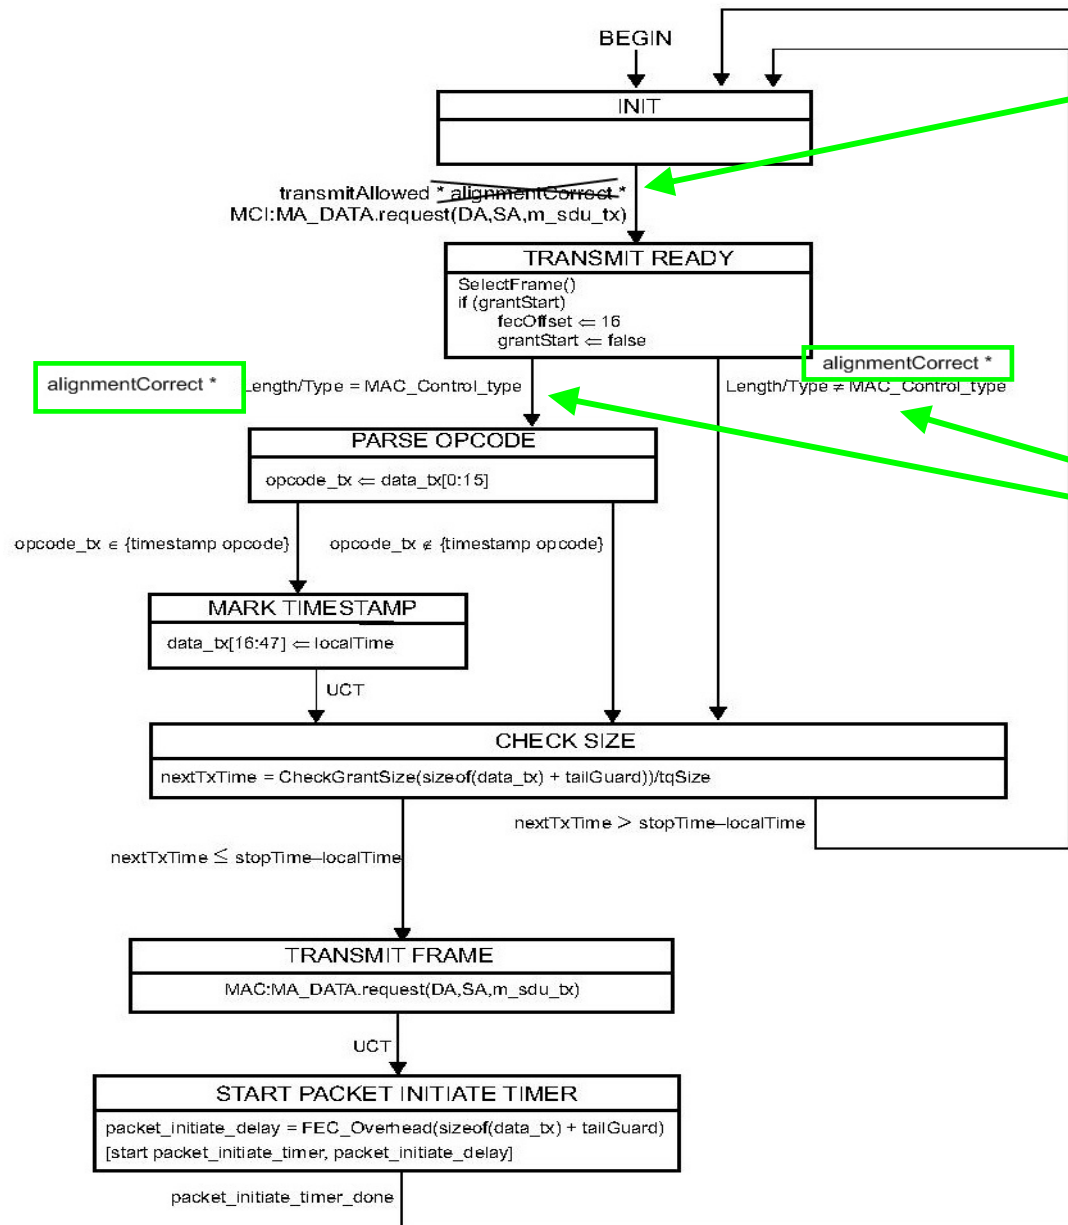 BEGIN
INIT
transmitAllowed * alignmentCorrect *
MCI:MA_DATA.request(DA,SA,m_sdu_tx)
TRANSMIT READY
SelectFrame()
if (grantStart)
fecOffset ⇐ 16
grantStart ⇐ false
alignmentCorrect *
alignmentCorrect * Length/Type = MAC_Control_type
Length/Type ≠ MAC_Control_type
PARSE OPCODE
opcode_tx ⇐ data_tx[0:15]
opcode_tx ∈ {timestamp opcode}
opcode_tx ∉ {timestamp opcode}
MARK TIMESTAMP
data_tx[16:47] ⇐ localTime
UCT
CHECK SIZE
nextTxTime = CheckGrantSize(sizeof(data_tx) + tailGuard))/tqSize
nextTxTime > stopTime–localTime
nextTxTime ≤ stopTime–localTime
TRANSMIT FRAME
MAC:MA_DATA.request(DA,SA,m_sdu_tx)
UCT
START PACKET INITIATE TIMER
packet_initiate_delay = FEC_Overhead(sizeof(data_tx) + tailGuard)
[start packet_initiate_timer, packet_initiate_delay]
packet_initiate_timer_done